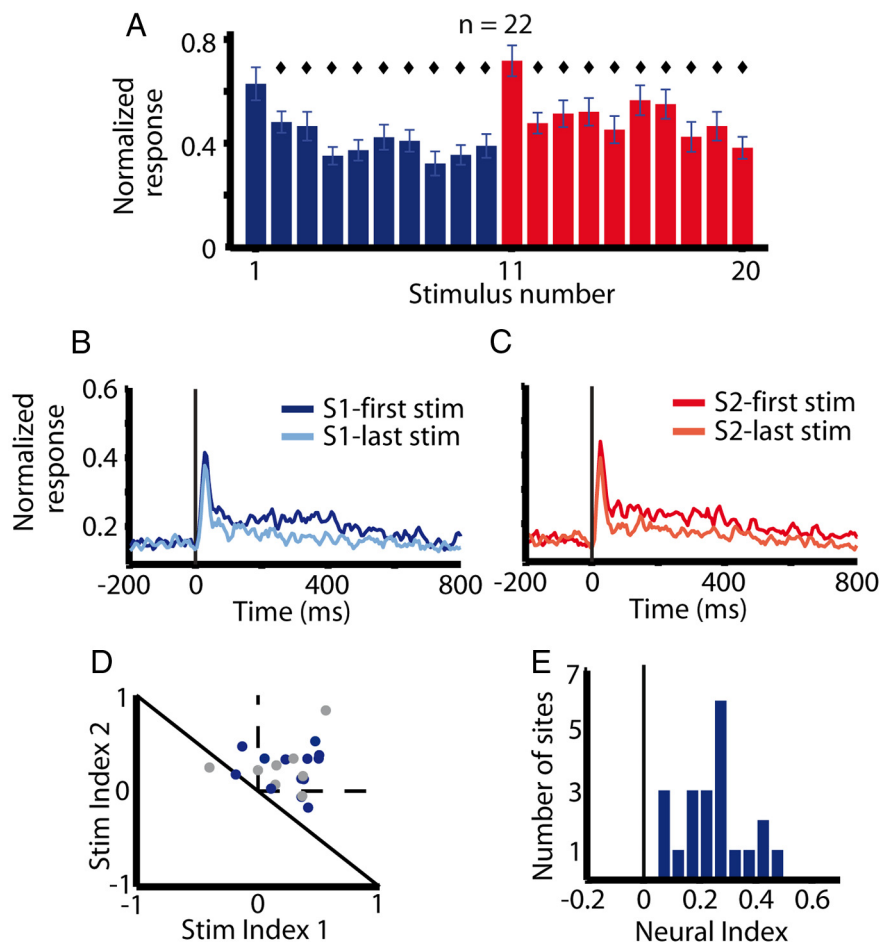 A
n = 22
0.8
0.4
0
Normalized
response
1
11
20
Stimulus number
B
0.6
0.4
0.2
Normalized
response
S1-first stim
S1-last stim
-200
0
400
800
Time (ms)
C
S2-first stim
S2-last stim
-200
0
400
800
Time (ms)
D
1
0
-1
Stim Index 2
-1
0
1
Stim Index 1
E
7
5
3
1
Number of sites
-0.2
0
0.2
0.4
0.6
Neural Index